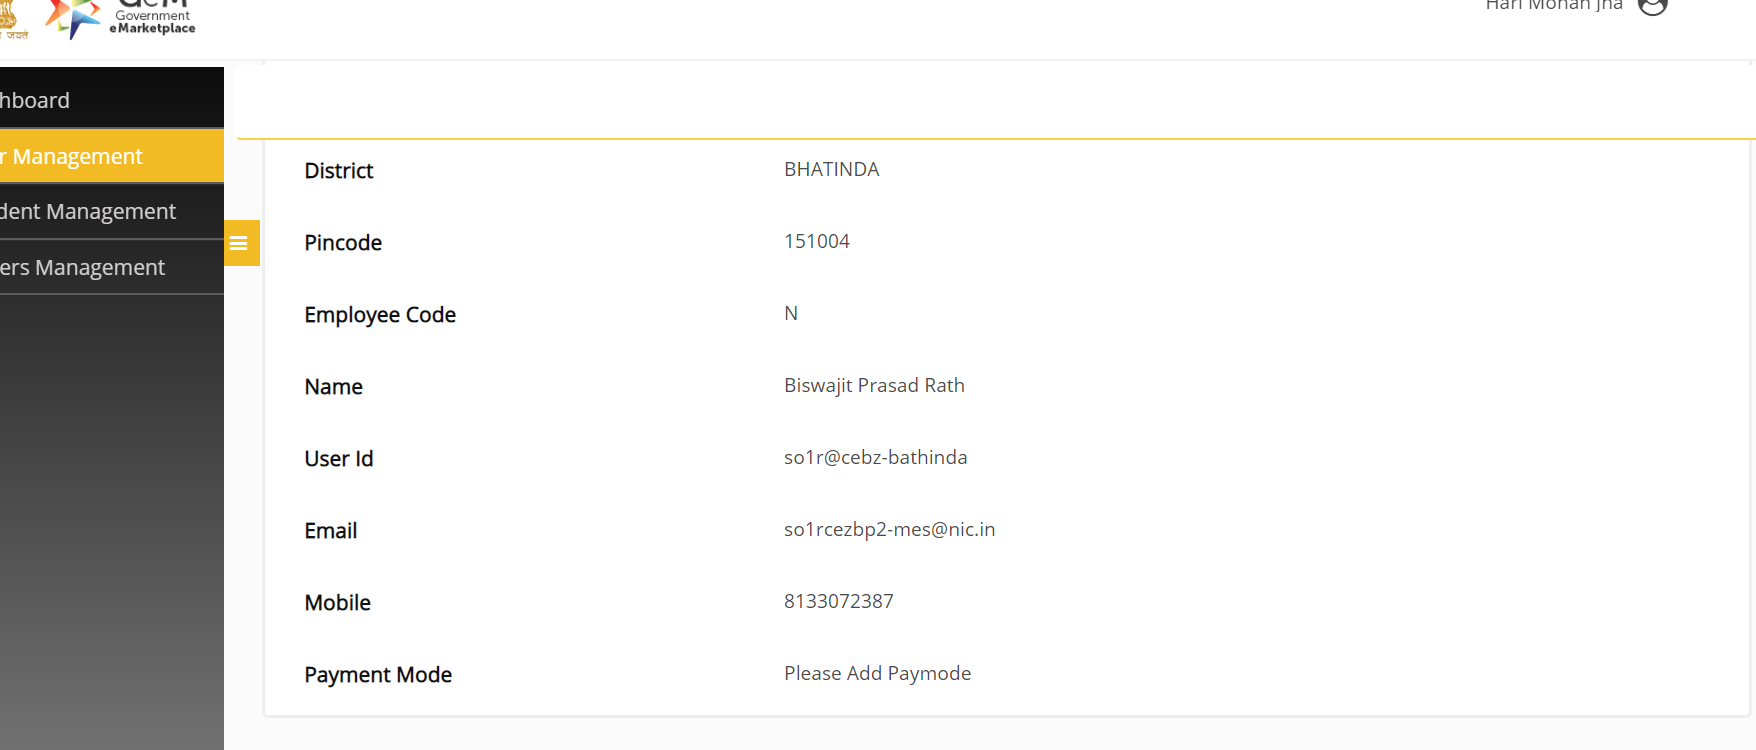 जयते
GeM
Government
eMarketplace
Hari Mohan Jha
hboard
r Management
dent Management
ers Management
District BHATINDA
Pincode 151004
Employee Code N
Name Biswajit Prasad Rath
User Id so1r@cebz-bathinda
Email so1rcezbp2-mes@nic.in
Mobile 8133072387
Payment Mode Please Add Paymode